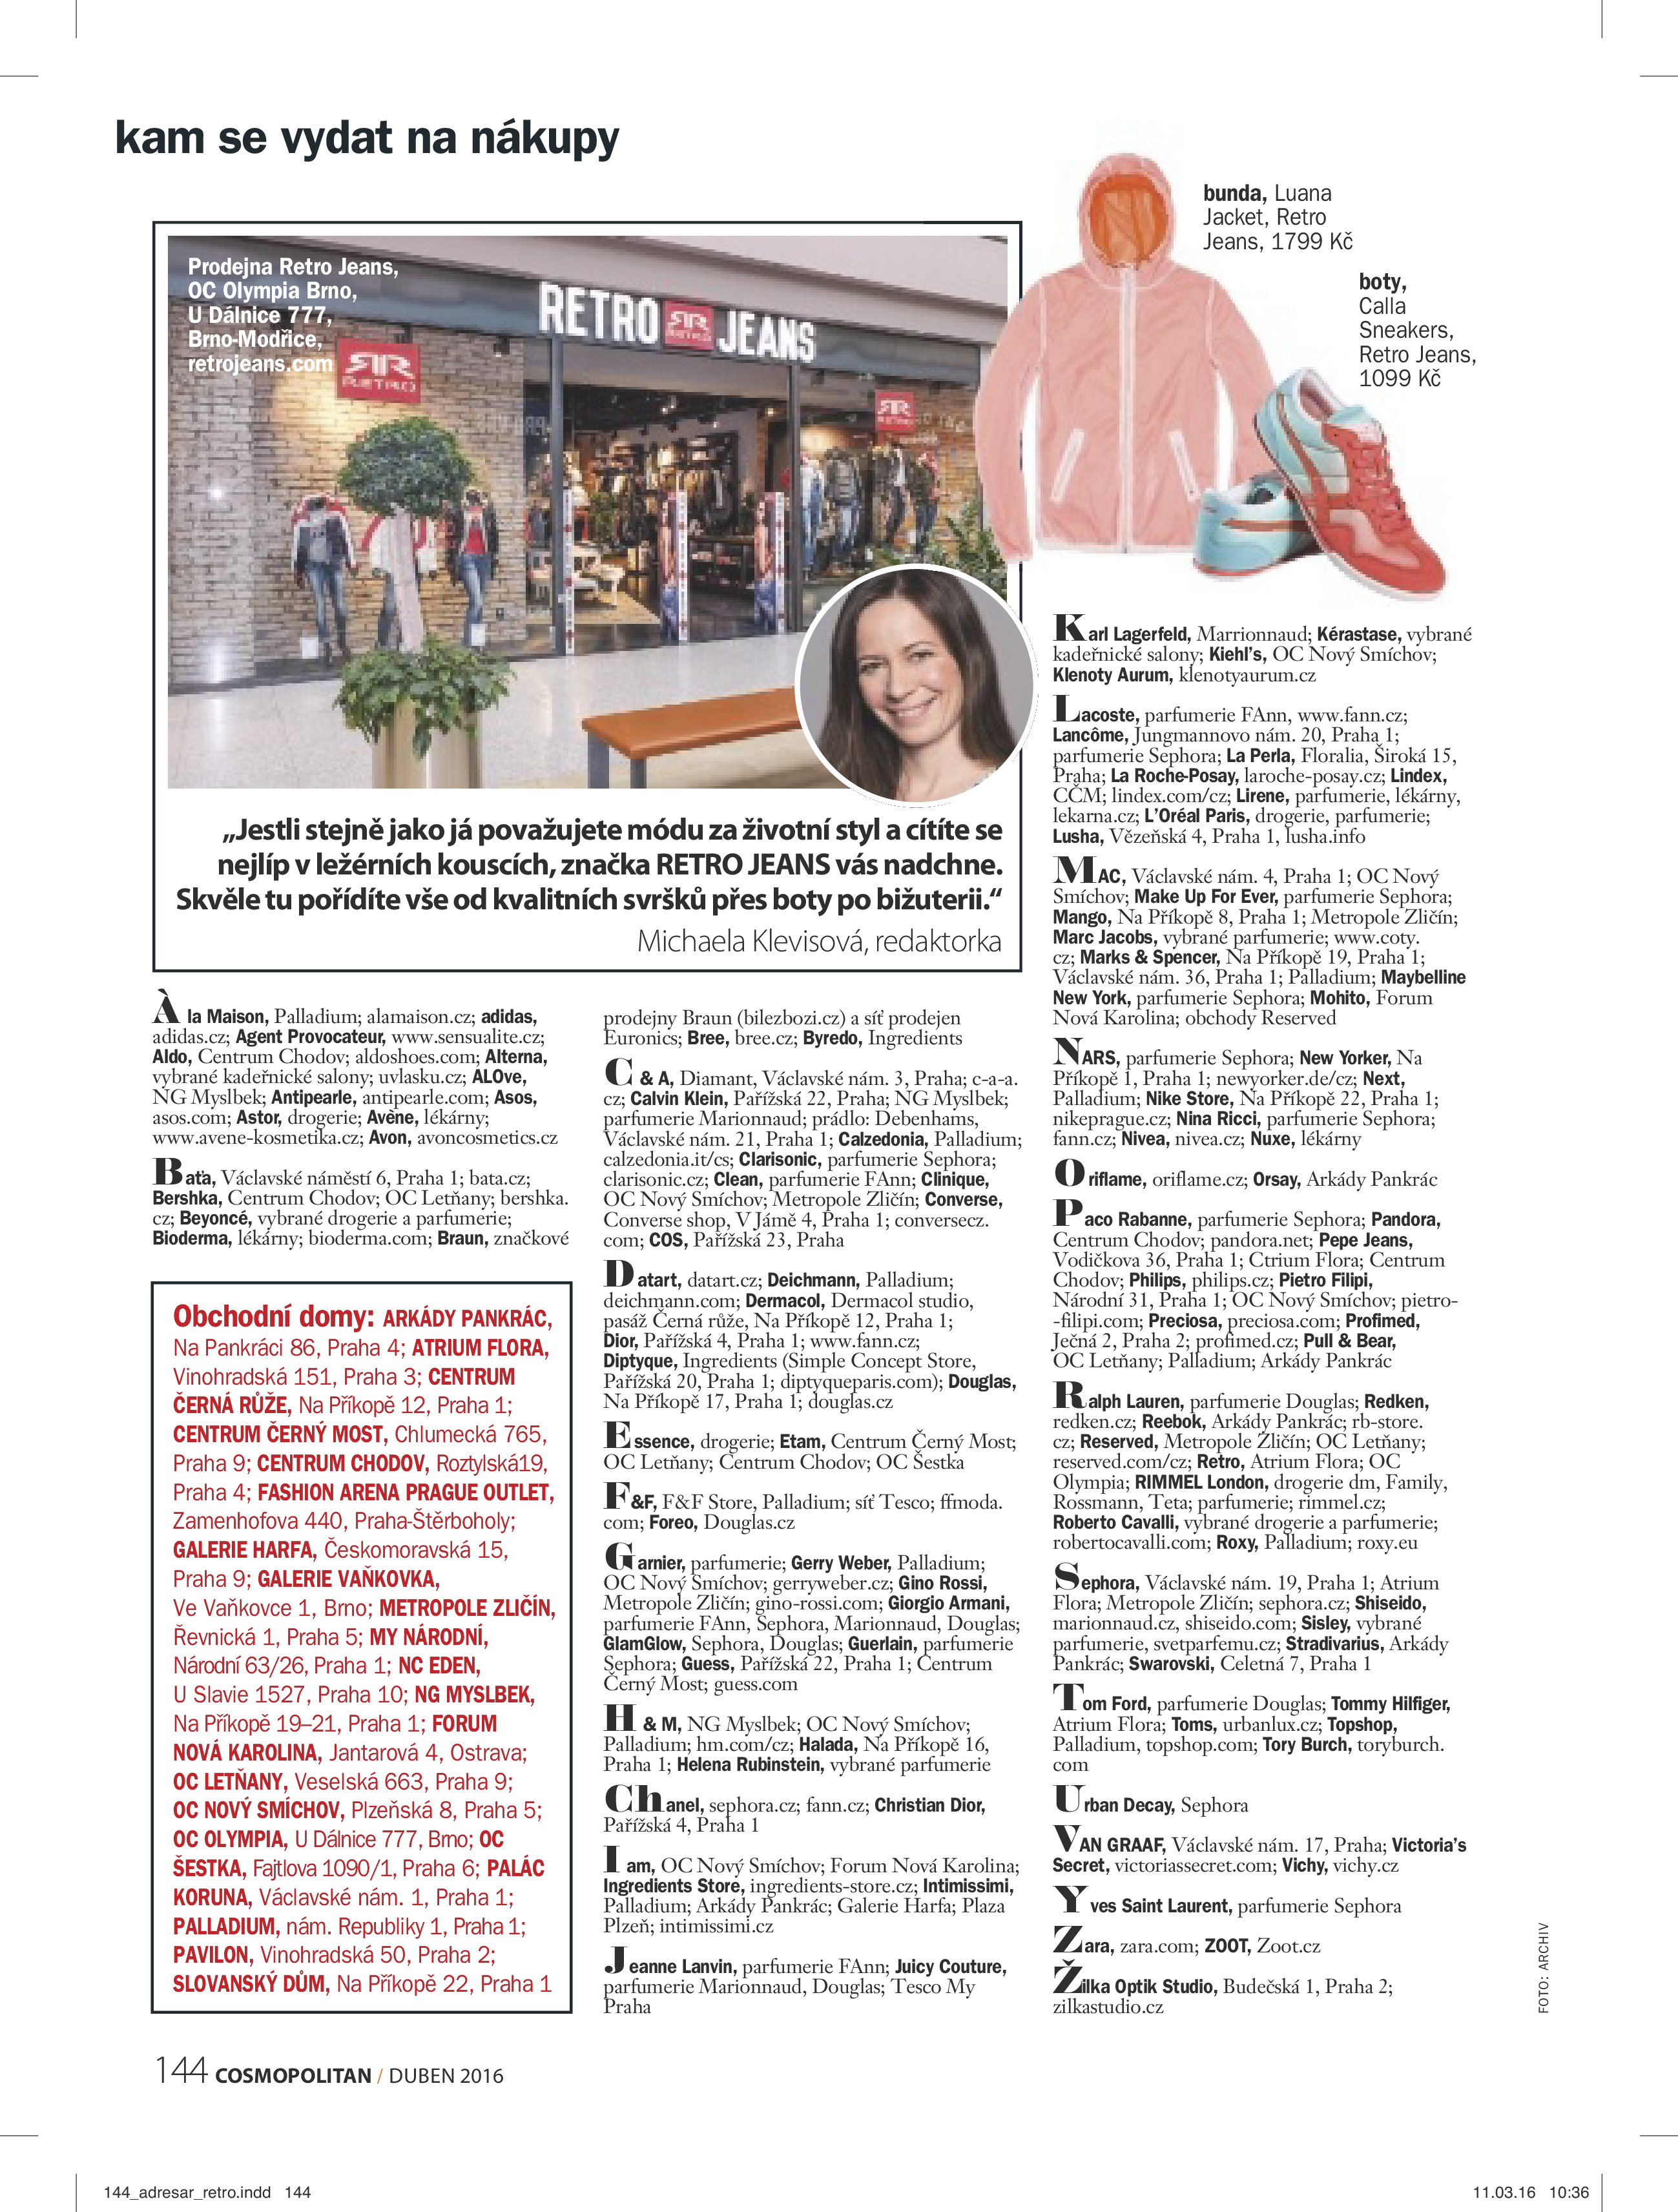 kam se vydat na nákupy
Prodejna Retro Jeans,
OC Olympia Brno,
U Dálnice 777,
Brno-Modřice,
retrojeans.com
RETRO JEANS
RETRO
bunda, Luana
Jacket, Retro
Jeans, 1799 Kč
boty,
Calla
Sneakers,
Retro Jeans,
1099 Kč
„Jestli stejně jako já považujete módu za životní styl a cítíte se
nejlíp v ležérních kouscích, značka RETRO JEANS vás nadchne.
Skvěle tu pořídíte vše od kvalitních svršků přes boty po bižuterii.“
Michaela Klevisová, redaktorka
À la Maison, Palladium; alamaison.cz; adidas,
adidas.cz; Agent Provocateur, www.sensualite.cz;
Aldo, Centrum Chodov; aldoshoes.com; Alterna,
vybrané kadeřnické salony; uvlasku.cz; ALOve,
NG Myslbek; Antipearle, antipearle.com; Asos,
asos.com; Astor, drogerie; Avène, lékárny;
www.avene-kosmetika.cz; Avon, avoncosmetics.cz
Baťa, Václavské náměstí 6, Praha 1; bata.cz;
Bershka, Centrum Chodov; OC Letňany; bershka.
cz; Beyoncé, vybrané drogerie a parfumerie;
Bioderma, lékárny; bioderma.com; Braun, značkové
Obchodní domy: ARKÁDY PANKRÁC,
Na Pankráci 86, Praha 4; ATRIUM FLORA,
Vinohradská 151, Praha 3; CENTRUM
ČERNÁ RŮŽE, Na Příkopě 12, Praha 1;
CENTRUM ČERNÝ MOST, Chlumecká 765,
Praha 9; CENTRUM CHODOV, Roztylská19,
Praha 4; FASHION ARENA PRAGUE OUTLET,
Zamenhofova 440, Praha-Štěrboholy;
GALERIE HARFA, Českomoravská 15,
Praha 9; GALERIE VAŇKOVKA,
Ve Vaňkovce 1, Brno; METROPOLE ZLIČÍN,
Řevnická 1, Praha 5; MY NÁRODNÍ,
Národní 63/26, Praha 1; NC EDEN,
U Slavie 1527, Praha 10; NG MYSLBEK,
Na Příkopě 19–21, Praha 1; FORUM
NOVÁ KAROLINA, Jantarová 4, Ostrava;
OC LETŇANY, Veselská 663, Praha 9;
OC NOVÝ SMÍCHOV, Plzeňská 8, Praha 5;
OC OLYMPIA, U Dálnice 777, Brno; OC
ŠESTKA, Fajtlova 1090/1, Praha 6; PALÁC
KORUNA, Václavské nám. 1, Praha 1;
PALLADIUM, nám. Republiky 1, Praha 1;
PAVILON, Vinohradská 50, Praha 2;
SLOVANSKÝ DŮM, Na Příkopě 22, Praha 1
prodejny Braun (bilezbozi.cz) a síť prodejen
Euronics; Bree, bree.cz; Byredo, Ingredients
C & A, Diamant, Václavské nám. 3, Praha; c-a-a.
cz; Calvin Klein, Pařížská 22, Praha; NG Myslbek;
parfumerie Marionnaud; prádlo: Debenhams,
Václavské nám. 21, Praha 1; Calzedonia, Palladium;
calzedonia.it/cs; Clarisonic, parfumerie Sephora;
clarisonic.cz; Clean, parfumerie FAnn; Clinique,
OC Nový Smíchov; Metropole Zličín; Converse,
Converse shop, V Jámě 4, Praha 1; conversecz.
com; COS, Pařížská 23, Praha
Datart, datart.cz; Deichmann, Palladium;
deichmann.com; Dermacol, Dermacol studio,
pasáž Černá růže, Na Příkopě 12, Praha 1;
Dior, Pařížská 4, Praha 1; www.fann.cz;
Diptyque, Ingredients (Simple Concept Store,
Pařížská 20, Praha 1; diptyqueparis.com); Douglas,
Na Příkopě 17, Praha 1; douglas.cz
Essence, drogerie; Etam, Centrum Černý Most;
OC Letňany; Centrum Chodov; OC Šestka
F&F, F&F Store, Palladium; síť Tesco; ffmoda.
com; Foreo, Douglas.cz
Garnier, parfumerie; Gerry Weber, Palladium;
OC Nový Smíchov; gerryweber.cz; Gino Rossi,
Metropole Zličín; gino-rossi.com; Giorgio Armani,
parfumerie FAnn, Sephora, Marionnaud, Douglas;
GlamGlow, Sephora, Douglas; Guerlain, parfumerie
Sephora; Guess, Pařížská 22, Praha 1; Centrum
Černý Most; guess.com
H & M, NG Myslbek; OC Nový Smíchov;
Palladium; hm.com/cz; Halada, Na Příkopě 16,
Praha 1; Helena Rubinstein, vybrané parfumerie
Chanel, sephora.cz; fann.cz; Christian Dior,
Pařížská 4, Praha 1
I am, OC Nový Smíchov; Forum Nová Karolina;
Ingredients Store, ingredients-store.cz; Intimissimi,
Palladium; Arkády Pankrác; Galerie Harfa; Plaza
Plzeň; intimissimi.cz
Jeanne Lanvin, parfumerie FAnn; Juicy Couture,
parfumerie Marionnaud, Douglas; Tesco My
Praha
Karl Lagerfeld, Marrionnaud; Kérastase, vybrané
kadeřnické salony; Kiehl’s, OC Nový Smíchov;
Klenoty Aurum, klenotyaurum.cz
Lacoste, parfumerie FAnn, www.fann.cz;
Lancôme, Jungmannovo nám. 20, Praha 1;
parfumerie Sephora; La Perla, Floralia, Široká 15,
Praha; La Roche-Posay, laroche-posay.cz; Lindex,
CČM; lindex.com/cz; Lirene, parfumerie, lékárny,
lekarna.cz; L’Oréal Paris, drogerie, parfumerie;
Lusha, Vězeňská 4, Praha 1, lusha.info
MAC, Václavské nám. 4, Praha 1; OC Nový
Smíchov; Make Up For Ever, parfumerie Sephora;
Mango, Na Příkopě 8, Praha 1; Metropole Zličín;
Marc Jacobs, vybrané parfumerie; www.coty.
cz; Marks & Spencer, Na Příkopě 19, Praha 1;
Václavské nám. 36, Praha 1; Palladium; Maybelline
New York, parfumerie Sephora; Mohito, Forum
Nová Karolina; obchody Reserved
NARS, parfumerie Sephora; New Yorker, Na
Příkopě 1, Praha 1; newyorker.de/cz; Next,
Palladium; Nike Store, Na Příkopě 22, Praha 1;
nikeprague.cz; Nina Ricci, parfumerie Sephora;
fann.cz; Nivea, nivea.cz; Nuxe, lékárny
Oriflame, oriflame.cz; Orsay, Arkády Pankrác
Paco Rabanne, parfumerie Sephora; Pandora,
Centrum Chodov; pandora.net; Pepe Jeans,
Vodičkova 36, Praha 1; Ctrium Flora; Centrum
Chodov; Philips, philips.cz; Pietro Filipi,
Národní 31, Praha 1; OC Nový Smíchov; pietro-
-filipi.com; Preciosa, preciosa.com; Profimed,
Ječná 2, Praha 2; profimed.cz; Pull & Bear,
OC Letňany; Palladium; Arkády Pankrác
Ralph Lauren, parfumerie Douglas; Redken,
redken.cz; Reebok, Arkády Pankrác; rb-store.
cz; Reserved, Metropole Zličín; OC Letňany;
reserved.com/cz; Retro, Atrium Flora; OC
Olympia; RIMMEL London, drogerie dm, Family,
Rossmann, Teta; parfumerie; rimmel.cz;
Roberto Cavalli, vybrané drogerie a parfumerie;
robertocavalli.com; Roxy, Palladium; roxy.eu
Sephora, Václavské nám. 19, Praha 1; Atrium
Flora; Metropole Zličín; sephora.cz; Shiseido,
marionnaud.cz, shiseido.com; Sisley, vybrané
parfumerie, svetparfemu.cz; Stradivarius, Arkády
Pankrác; Swarovski, Celetná 7, Praha 1
Tom Ford, parfumerie Douglas; Tommy Hilfiger,
Atrium Flora; Toms, urbanlux.cz; Topshop,
Palladium, topshop.com; Tory Burch, toryburch.
com
Urban Decay, Sephora
VAN GRAAF, Václavské nám. 17, Praha; Victoria’s
Secret, victoriassecret.com; Vichy, vichy.cz
Yves Saint Laurent, parfumerie Sephora
Zara, zara.com; ZOOT, Zoot.cz
Žilka Optik Studio, Budečská 1, Praha 2;
zilkastudio.cz
FOTO: ARCHIV
144 COSMOPOLITAN / DUBEN 2016
144_adresar_retro.indd 144
11.03.16 10:36